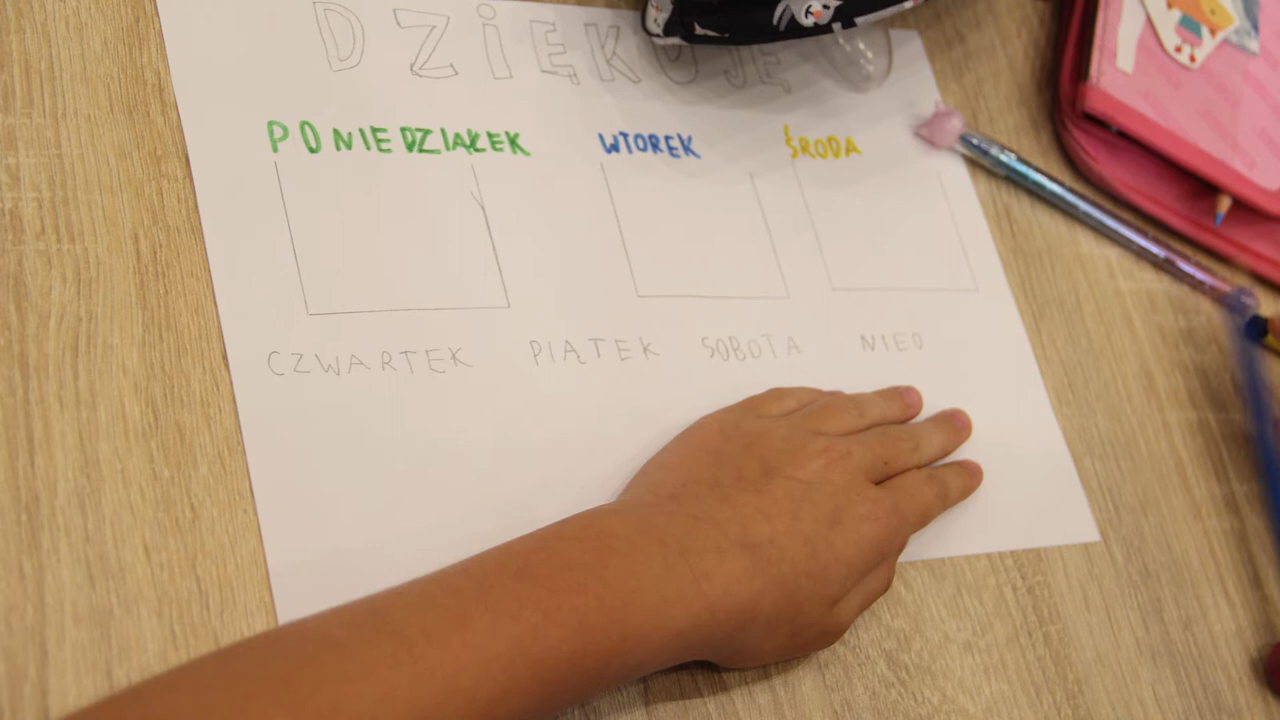 DZiĘKUJĘ
PONIEDZIAŁEK WTOREK ŚRODA
CZWARTEK PIĄTEK SOBOTA NIED